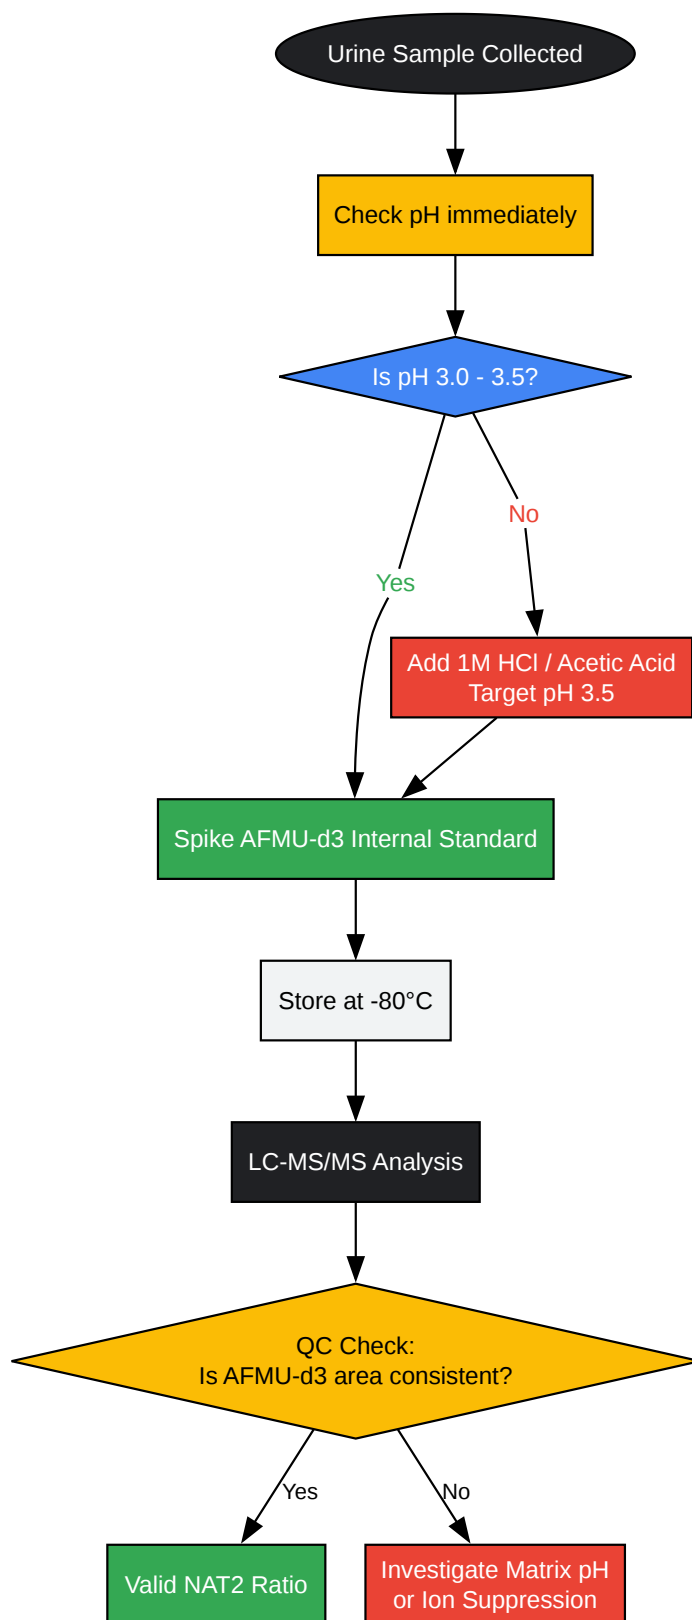 Urine Sample Collected
Check pH immediately
Is pH 3.0 - 3.5?
No
Yes
Add 1M HCl / Acetic Acid
Target pH 3.5
Spike AFMU-d3 Internal Standard
Store at -80°C
LC-MS/MS Analysis
QC Check:
Is AFMU-d3 area consistent?
Yes
No
Valid NAT2 Ratio
Investigate Matrix pH
or Ion Suppression